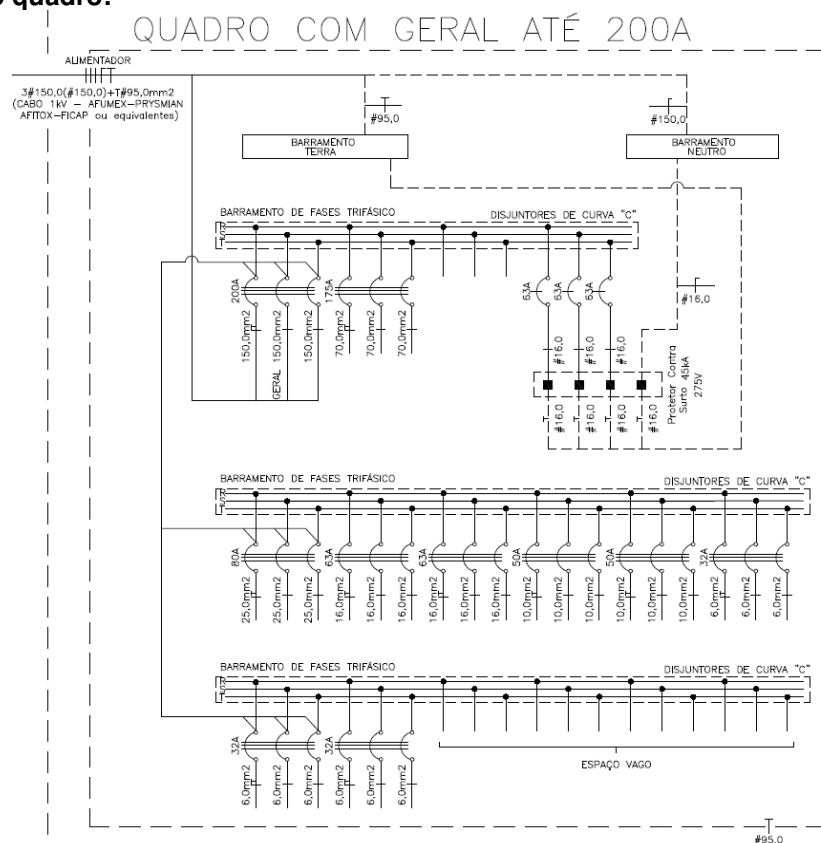 o quadro:
QUADRO COM GERAL ATÉ 200A
ALIMENTADOR
3#150,0(#150,0)+T#95,0mm2
(CABO 1kV – AFUMEX–PRYSMIAN
AFITOX–FICAP ou equivalentes)
#95,0
#150,0
BARRAMENTO
TERRA
BARRAMENTO
NEUTRO
BARRAMENTO DE FASES TRIFÁSICO
DISJUNTORES DE CURVA "C"
R
S
T
200A
175A
63A
63A
63A
#16,0
150,0mm2
150,0mm2
150,0mm2
70,0mm2
70,0mm2
70,0mm2
GERAL
#16,0
#16,0
#16,0
Protetor Contra
Surto 45kA
275V
#16,0
#16,0
#16,0
#16,0
BARRAMENTO DE FASES TRIFÁSICO
DISJUNTORES DE CURVA "C"
R
S
T
80A
63A
63A
50A
50A
32A
25,0mm2
25,0mm2
25,0mm2
16,0mm2
16,0mm2
16,0mm2
16,0mm2
16,0mm2
16,0mm2
10,0mm2
10,0mm2
10,0mm2
10,0mm2
10,0mm2
10,0mm2
6,0mm2
6,0mm2
6,0mm2
BARRAMENTO DE FASES TRIFÁSICO
DISJUNTORES DE CURVA "C"
R
S
T
32A
32A
6,0mm2
6,0mm2
6,0mm2
6,0mm2
6,0mm2
6,0mm2
ESPAÇO VAGO
#95,0